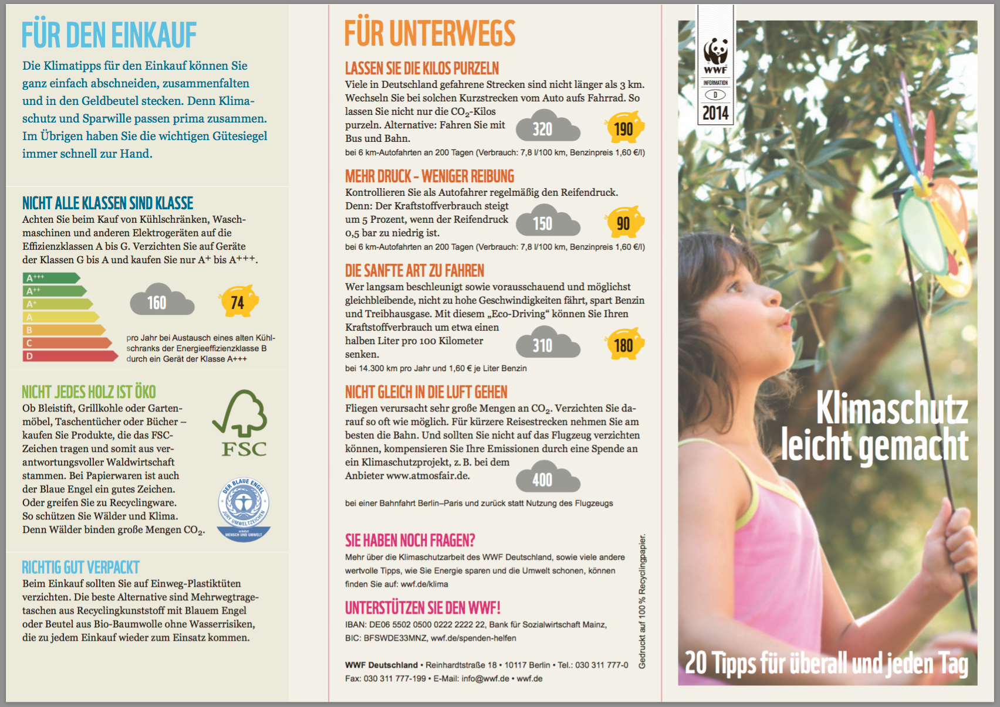 FÜR DEN EINKAUF
Die Klimatipps für den Einkauf können Sie
ganz einfach abschneiden, zusammenfalten
und in den Geldbeutel stecken. Denn Klima-
schutz und Sparwille passen prima zusammen.
Im Übrigen haben Sie die wichtigen Gütesiegel
immer schnell zur Hand.
NICHT ALLE KLASSEN SIND KLASSE
Achten Sie beim Kauf von Kühlschränken, Wasch-
maschinen und anderen Elektrogeräten auf die
Effizienzklassen A bis G. Verzichten Sie auf Geräte
der Klassen G bis A und kaufen Sie nur A+ bis A+++.
A+++
A++
A+
A
B
C
D
160
74
pro Jahr bei Austausch eines alten Kühl-
schranks der Energieeffizienzklasse B
durch ein Gerät der Klasse A+++
NICHT JEDES HOLZ IST ÖKO
Ob Bleistift, Grillkohle oder Garten-
möbel, Taschentücher oder Bücher –
kaufen Sie Produkte, die das FSC-
Zeichen tragen und somit aus ver-
antwortungsvoller Waldwirtschaft
stammen. Bei Papierwaren ist auch
der Blaue Engel ein gutes Zeichen.
Oder greifen Sie zu Recyclingware.
So schützen Sie Wälder und Klima.
Denn Wälder binden große Mengen CO₂.
FSC
DER BLAUE ENGEL
JURY UMWELTZEICHEN
schützt
MENSCH UND UMWELT
RICHTIG GUT VERPACKT
Beim Einkauf sollten Sie auf Einweg-Plastiktüten
verzichten. Die beste Alternative sind Mehrwegtrage-
taschen aus Recyclingkunststoff mit Blauem Engel
oder Beutel aus Bio-Baumwolle ohne Wasserrisiken,
die zu jedem Einkauf wieder zum Einsatz kommen.
FÜR UNTERWEGS
LASSEN SIE DIE KILOS PURZELN
Viele in Deutschland gefahrene Strecken sind nicht länger als 3 km.
Wechseln Sie bei solchen Kurzstrecken vom Auto aufs Fahrrad. So
lassen Sie nicht nur die CO₂-Kilos
purzeln. Alternative: Fahren Sie mit
Bus und Bahn.
320
190
bei 6 km-Autofahrten an 200 Tagen (Verbrauch: 7,8 l/100 km, Benzinpreis 1,60 €/l)
MEHR DRUCK – WENIGER REIBUNG
Kontrollieren Sie als Autofahrer regelmäßig den Reifendruck.
Denn: Der Kraftstoffverbrauch steigt
um 5 Prozent, wenn der Reifendruck
0,5 bar zu niedrig ist.
150
90
bei 6 km-Autofahrten an 200 Tagen (Verbrauch: 7,8 l/100 km, Benzinpreis 1,60 €/l)
DIE SANFTE ART ZU FAHREN
Wer langsam beschleunigt sowie vorausschauend und möglichst
gleichbleibende, nicht zu hohe Geschwindigkeiten fährt, spart Benzin
und Treibhausgase. Mit diesem „Eco-Driving“ können Sie Ihren
Kraftstoffverbrauch um etwa einen
halben Liter pro 100 Kilometer
senken.
310
180
bei 14.300 km pro Jahr und 1,60 € je Liter Benzin
NICHT GLEICH IN DIE LUFT GEHEN
Fliegen verursacht sehr große Mengen an CO₂. Verzichten Sie da-
rauf so oft wie möglich. Für kürzere Reisestrecken nehmen Sie am
besten die Bahn. Und sollten Sie nicht auf das Flugzeug verzichten
können, kompensieren Sie Ihre Emissionen durch eine Spende an
ein Klimaschutzprojekt, z. B. bei dem
Anbieter www.atmosfair.de.
400
bei einer Bahnfahrt Berlin–Paris und zurück statt Nutzung des Flugzeugs
SIE HABEN NOCH FRAGEN?
Mehr über die Klimaschutzarbeit des WWF Deutschland, sowie viele andere
wertvolle Tipps, wie Sie Energie sparen und die Umwelt schonen, können
finden Sie auf: wwf.de/klima
UNTERSTÜTZEN SIE DEN WWF!
IBAN: DE06 5502 0500 0222 2222 22, Bank für Sozialwirtschaft Mainz,
BIC: BFSWDE33MNZ, wwf.de/spenden-helfen
WWF Deutschland • Reinhardtstraße 18 • 10117 Berlin • Tel.: 030 311 777-0
Fax: 030 311 777-199 • E-Mail: info@wwf.de • wwf.de
Gedruckt auf 100 % Recyclingpapier.
WWF
INFORMATION
D
2014
Klimaschutz
leicht gemacht
20 Tipps für überall und jeden Tag